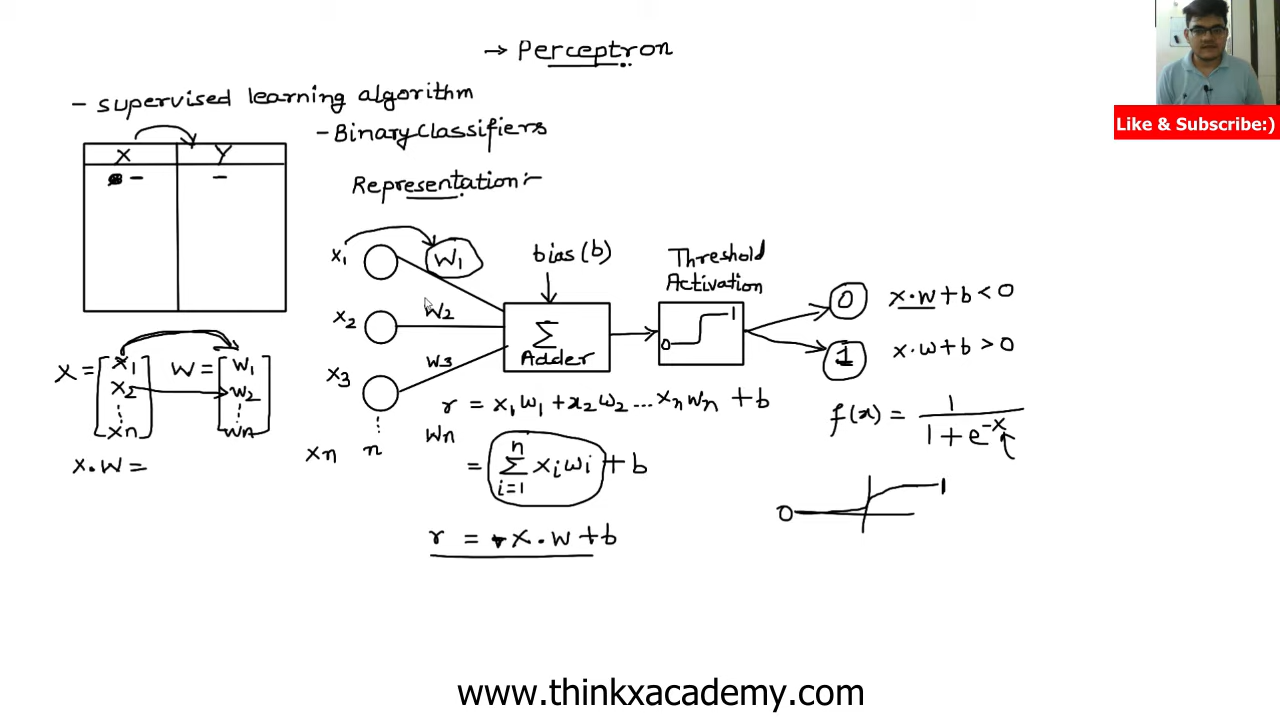 → Perceptron
- supervised learning algorithm
Like & Subscribe:)
- Binary Classifiers
X Y
- -
Representation :-
x1 W1
bias(b)
Threshold
Activation
x2 W2
Σ
Adder
0 1
0 x·w+b<0
1 x·w+b>0
x3 W3
X = [x1 x2 ⋮ xn] W = [w1 w2 ⋮ wn]
r = x1w1 + x2w2 ... xnwn + b
f(x) = 1 / (1 + e^-x)
xn n Wn
X·W =
= Σ i=1 n xiwi + b
0 1
r = x·w+b
www.thinkxacademy.com